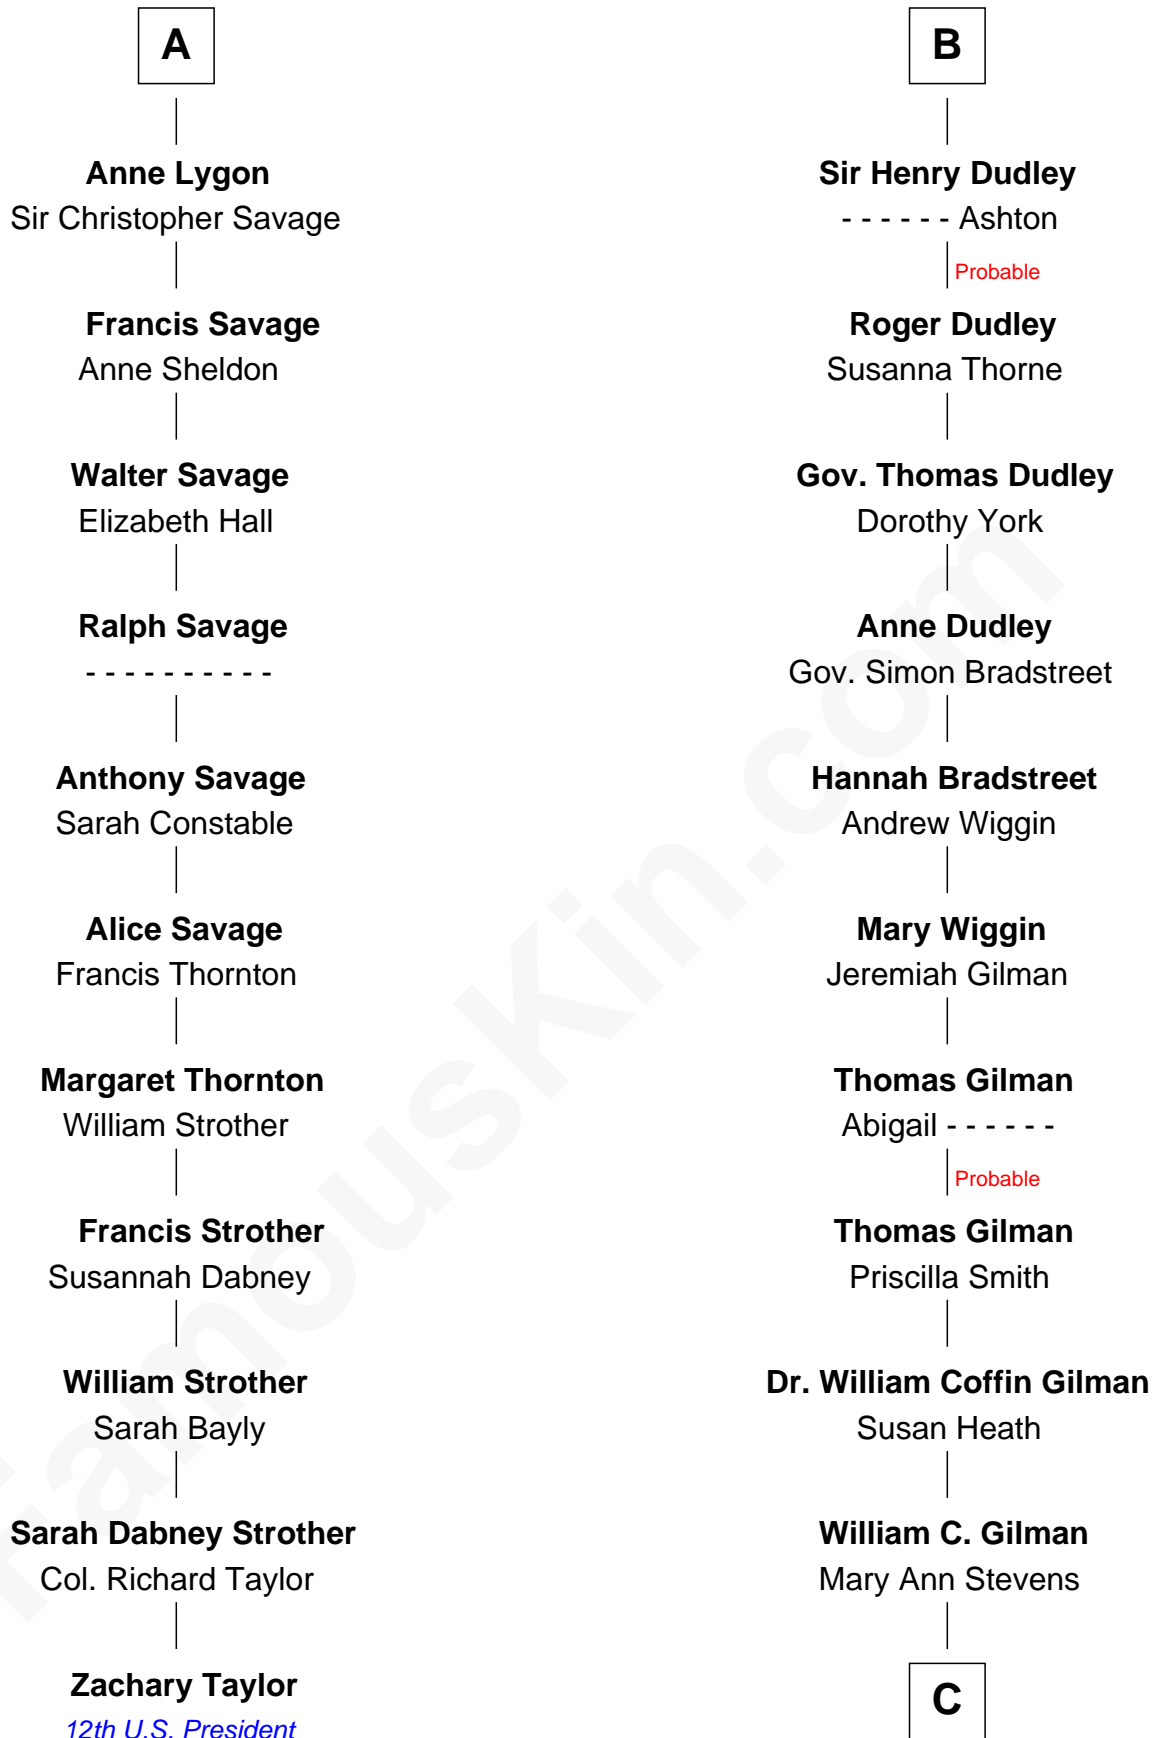 A
Anne Lygon
Sir Christopher Savage
Francis Savage
Anne Sheldon
Walter Savage
Elizabeth Hall
Ralph Savage
- - - - - - - - - -
Anthony Savage
Sarah Constable
Alice Savage
Francis Thornton
Margaret Thornton
William Strother
Francis Strother
Susannah Dabney
William Strother
Sarah Bayly
Sarah Dabney Strother
Col. Richard Taylor
Zachary Taylor
12th U.S. President
B
Sir Henry Dudley
- - - - - - Ashton
Probable
Roger Dudley
Susanna Thorne
Gov. Thomas Dudley
Dorothy York
Anne Dudley
Gov. Simon Bradstreet
Hannah Bradstreet
Andrew Wiggin
Mary Wiggin
Jeremiah Gilman
Thomas Gilman
Abigail - - - - - -
Probable
Thomas Gilman
Priscilla Smith
Dr. William Coffin Gilman
Susan Heath
William C. Gilman
Mary Ann Stevens
C
famouskin.com